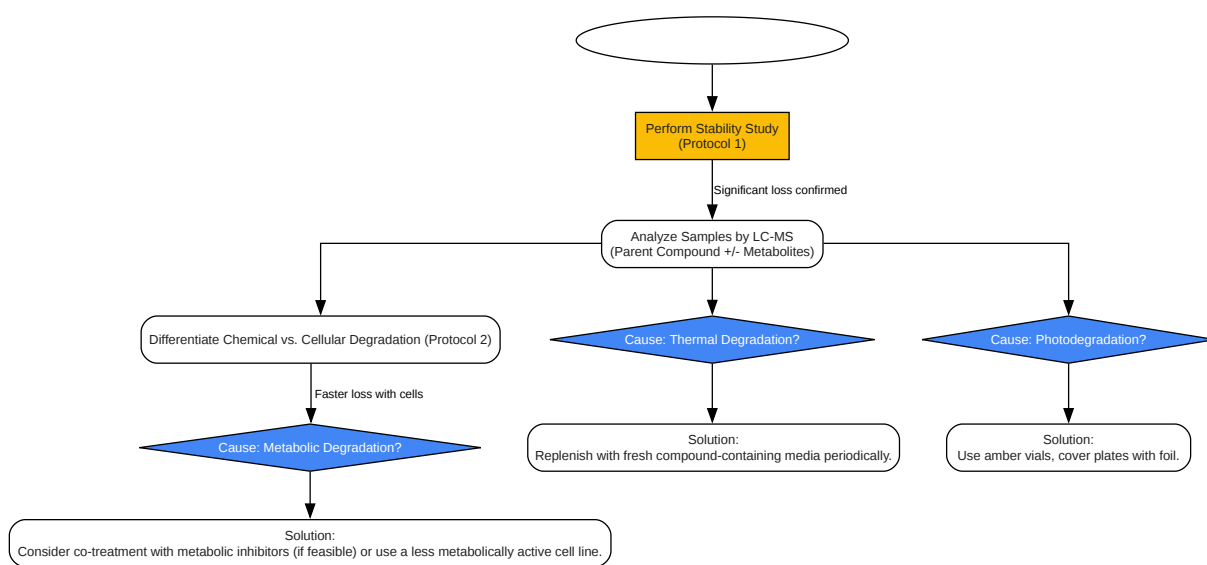 Perform Stability Study
(Protocol 1)
Significant loss confirmed
Analyze Samples by LC-MS
(Parent Compound +/- Metabolites)
Differentiate Chemical vs. Cellular Degradation (Protocol 2)
Cause: Thermal Degradation?
Cause: Photodegradation?
Faster loss with cells
Cause: Metabolic Degradation?
Solution:
Replenish with fresh compound-containing media periodically.
Solution:
Use amber vials, cover plates with foil.
Solution:
Consider co-treatment with metabolic inhibitors (if feasible) or use a less metabolically active cell line.